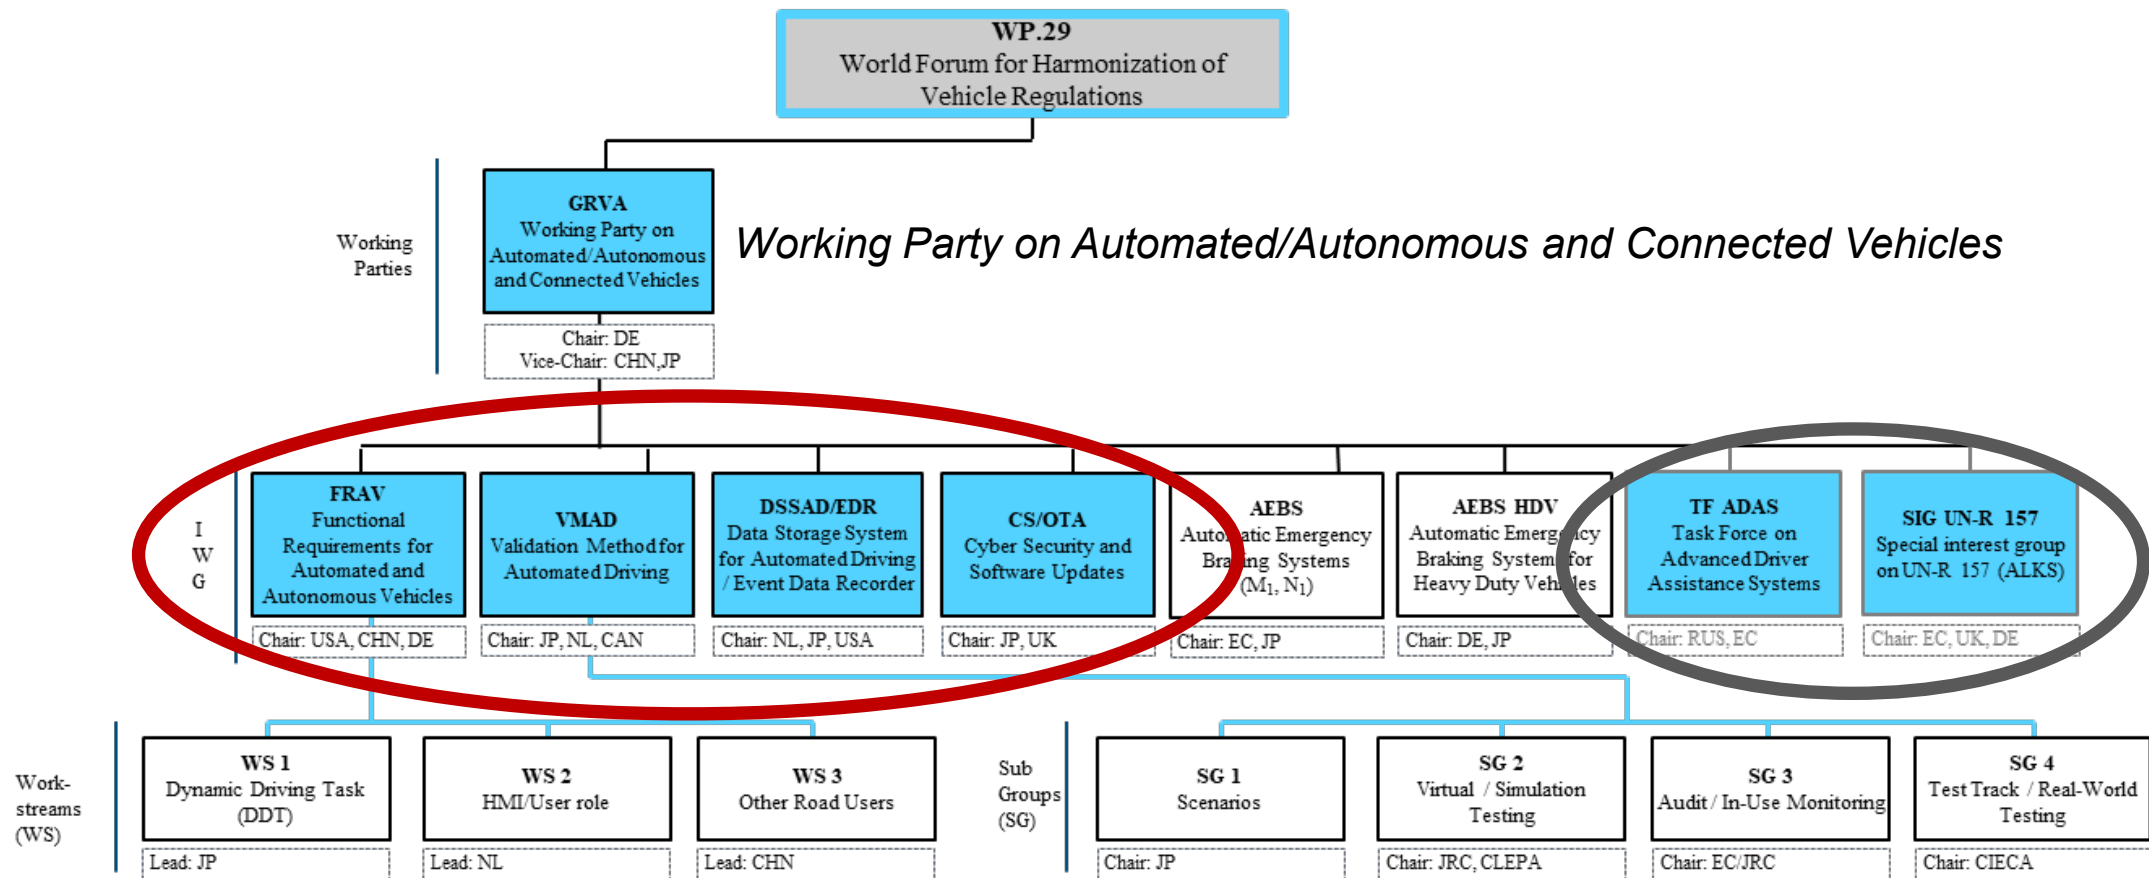 WP.29
World Forum for Harmonization of
Vehicle Regulations
Working
Parties
GRVA
Working Party on
Automated/Autonomous
and Connected Vehicles
Working Party on Automated/Autonomous and Connected Vehicles
Chair: DE
Vice-Chair: CHN,JP
I
W
G
FRAV
Functional
Requirements for
Automated and
Autonomous Vehicles
Chair: USA, CHN, DE
VMAD
Validation Method for
Automated Driving
Chair: JP, NL, CAN
DSSAD/EDR
Data Storage System
for Automated Driving
/ Event Data Recorder
Chair: NL, JP, USA
CS/OTA
Cyber Security and
Software Updates
Chair: JP, UK
AEBS
Automatic Emergency
Braking Systems
(M₁, N₁)
Chair: EC, JP
AEBS HDV
Automatic Emergency
Braking Systems for
Heavy Duty Vehicles
Chair: DE, JP
TF ADAS
Task Force on
Advanced Driver
Assistance Systems
Chair: RUS, EC
SIG UN-R 157
Special interest group
on UN-R 157 (ALKS)
Chair: EC, UK, DE
Work-
streams
(WS)
WS 1
Dynamic Driving Task
(DDT)
Lead: JP
WS 2
HMI/User role
Lead: NL
WS 3
Other Road Users
Lead: CHN
Sub
Groups
(SG)
SG 1
Scenarios
Chair: JP
SG 2
Virtual / Simulation
Testing
Chair: JRC, CLEPA
SG 3
Audit / In-Use Monitoring
Chair: EC/JRC
SG 4
Test Track / Real-World
Testing
Chair: CIECA